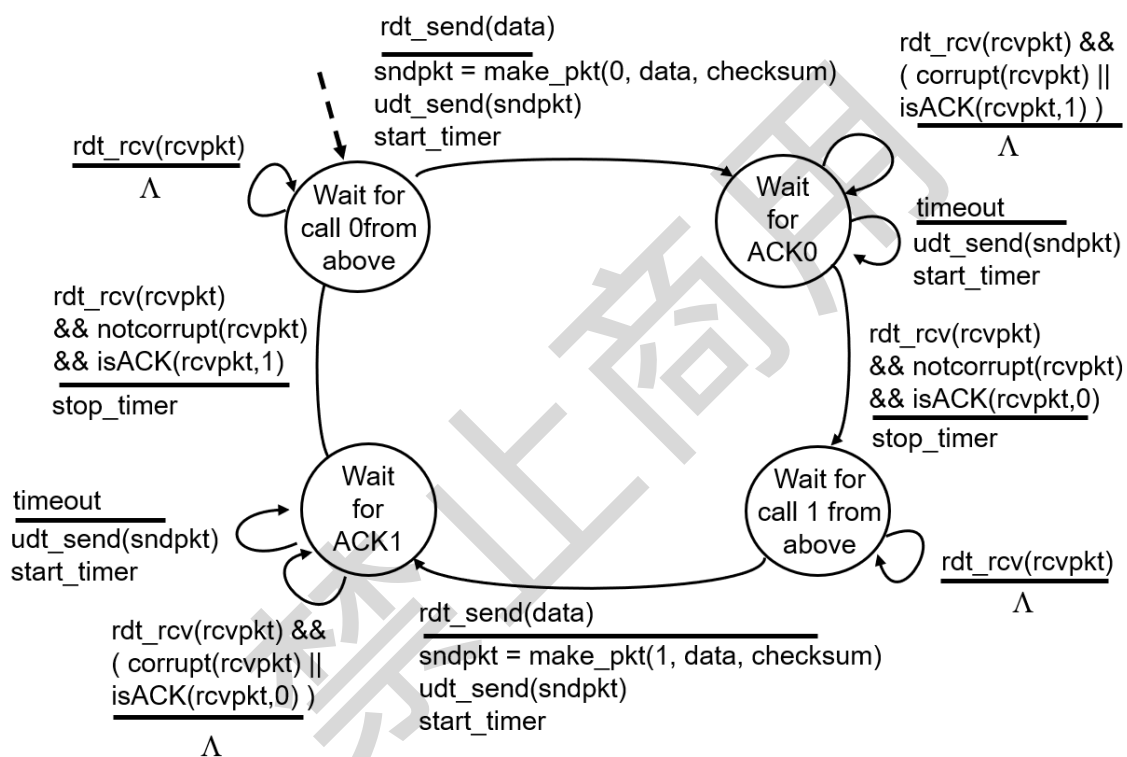 rdt_send(data)
sndpkt = make_pkt(0, data, checksum)
udt_send(sndpkt)
start_timer
rdt_rcv(rcvpkt) &&
( corrupt(rcvpkt) ||
isACK(rcvpkt,1) )
Λ
rdt_rcv(rcvpkt)
Λ
Wait for
call 0from
above
Wait
for
ACK0
timeout
udt_send(sndpkt)
start_timer
rdt_rcv(rcvpkt)
&& notcorrupt(rcvpkt)
&& isACK(rcvpkt,1)
stop_timer
rdt_rcv(rcvpkt)
&& notcorrupt(rcvpkt)
&& isACK(rcvpkt,0)
stop_timer
Wait
for
ACK1
Wait for
call 1 from
above
timeout
udt_send(sndpkt)
start_timer
rdt_rcv(rcvpkt)
Λ
rdt_rcv(rcvpkt) &&
( corrupt(rcvpkt) ||
isACK(rcvpkt,0) )
Λ
rdt_send(data)
sndpkt = make_pkt(1, data, checksum)
udt_send(sndpkt)
start_timer
禁止商用